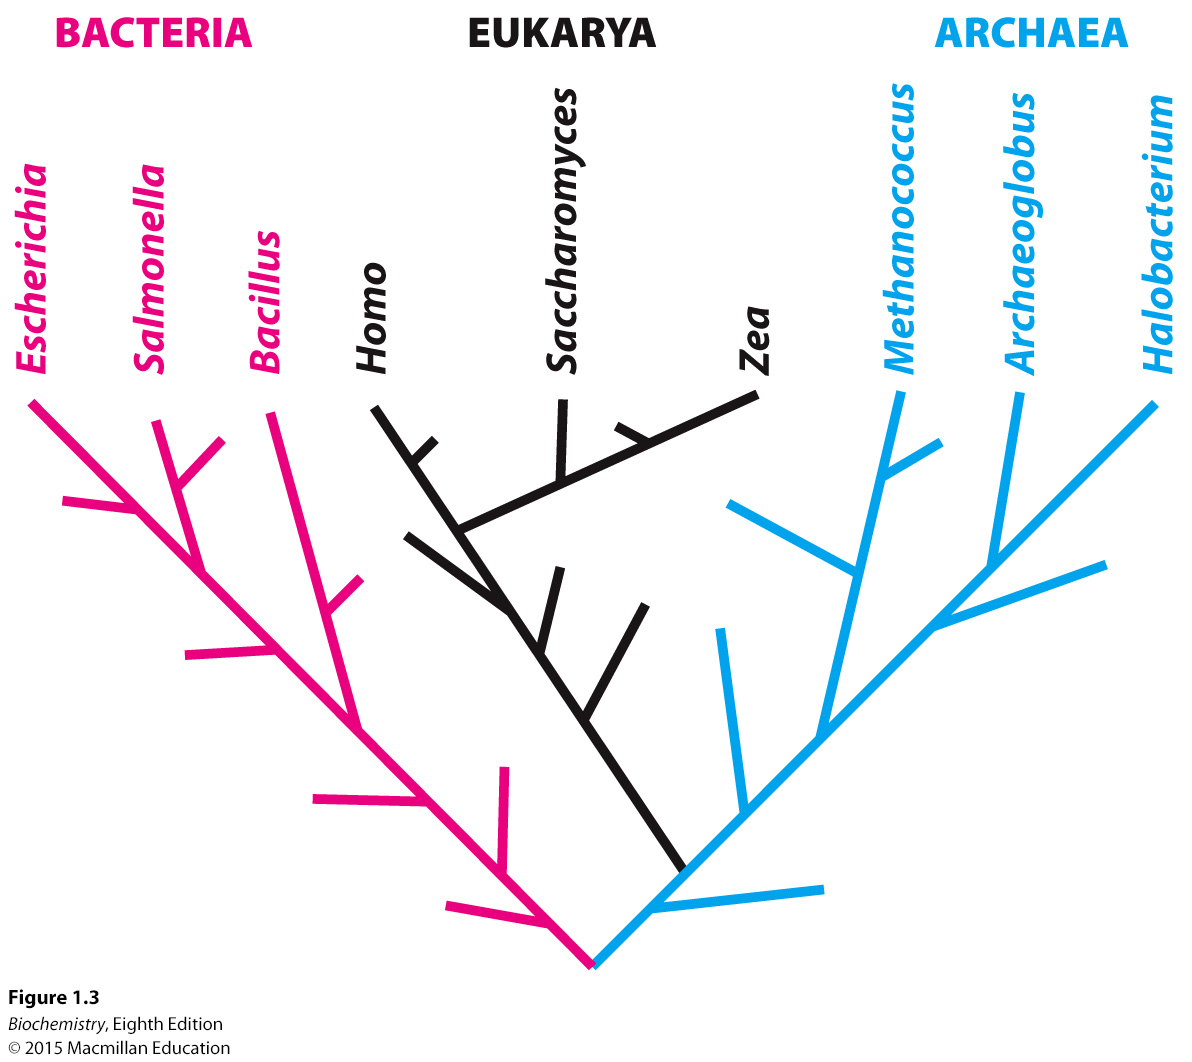 BACTERIA
EUKARYA
ARCHAEA
Escherichia
Salmonella
Bacillus
Homo
Saccharomyces
Zea
Methanococcus
Archaeoglobus
Halobacterium
Figure 1.3
Biochemistry, Eighth Edition
© 2015 Macmillan Education